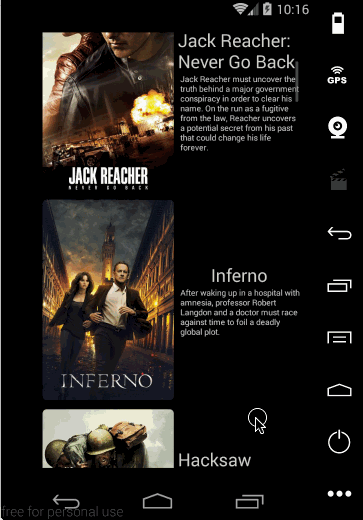 10:16
GPS
Jack Reacher:
Never Go Back
Jack Reacher must uncover the
truth behind a major government
conspiracy in order to clear his
name. On the run as a fugitive
from the law, Reacher uncovers
a potential secret from his past
that could change his life
forever.
JACK REACHER
NEVER GO BACK
Inferno
After waking up in a hospital with
amnesia, professor Robert
Langdon and a doctor must race
against time to foil a deadly
global plot.
INFERNO
Hacksaw
free for personal use